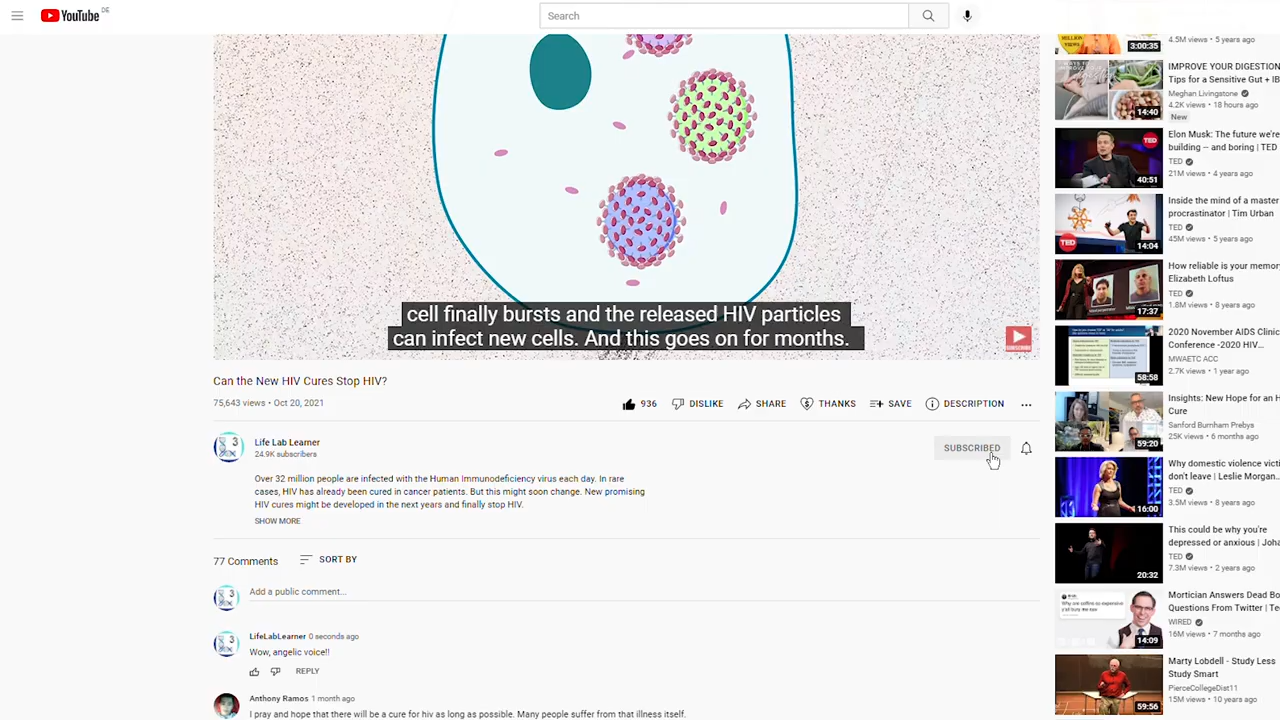 YouTube DE
Search
call finally bursts and the released HIV particles
infect new cells. And this goes on for months
SUBSCRIBE
Can the New HIV Cures Stop
75,643 views • Oct 20, 2021
936
DISLIKE
SHARE
THANKS
SAVE
DESCRIPTION
Life Lab Learner
24.9K subscribers
SUBSCRIBED
Over 32 million people are infected with the Human Immunodeficiency virus each day. In rare
cases, HIV has already been cured in cancer patients. But this might soon change. New promising
HIV cures might be developed in the next years and finally stop HIV.
SHOW MORE
77 Comments
SORT BY
Add a public comment...
LifeLabLearner 0 seconds ago
Wow, angelic voice!!
REPLY
Anthony Ramos 1 month ago
I pray and hope that there will be a cure for hiv as long as possible. Many people suffer from that illness itself.
MILLION
VIEWS
3:00:35
4.5M views • 5 years ago
14:40
IMPROVE YOUR DIGESTION
Tips for a Sensitive Gut + IB
Meghan Livingstone
4.2K views • 18 hours ago
New
TED
40:51
Elon Musk: The future we're
building -- and boring | TED
TED
21M views • 4 years ago
TED
14:04
Inside the mind of a master
procrastinator | Tim Urban
TED
45M views • 5 years ago
17:37
How reliable is your memory
Elizabeth Loftus
TED
1.8M views • 8 years ago
58:58
2020 November AIDS Clinic
Conference -2020 HIV...
MWAETC ACC
2.7K views • 1 year ago
59:20
Insights: New Hope for an H
Cure
Sanford Burnham Prebys
25K views • 6 months ago
16:00
Why domestic violence victi
don't leave | Leslie Morgan...
TED
3.5M views • 8 years ago
20:32
This could be why you're
depressed or anxious | Joha
TED
7.3M views • 2 years ago
14:09
Mortician Answers Dead Bo
Questions From Twitter | Te
WIRED
16M views • 7 months ago
59:56
Marty Lobdell - Study Less
Study Smart
PierceCollegeDist11
15M views • 10 years ago